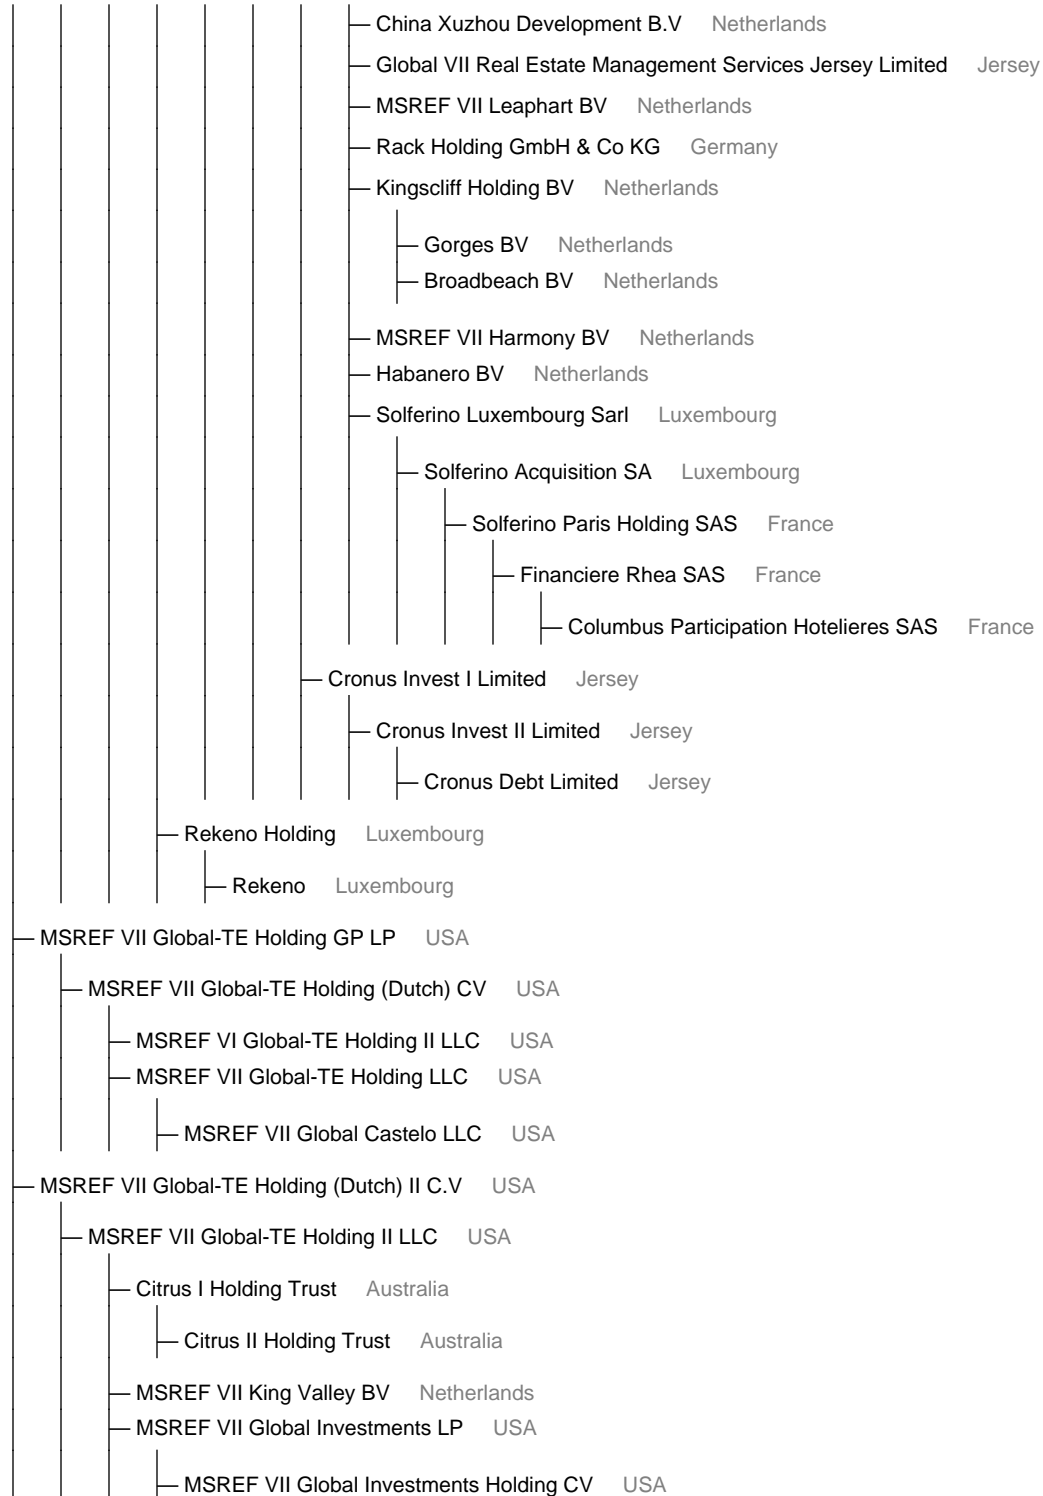 China Xuzhou Development B.V Netherlands
Global VII Real Estate Management Services Jersey Limited Jersey
MSREF VII Leaphart BV Netherlands
Rack Holding GmbH & Co KG Germany
Kingscliff Holding BV Netherlands
Gorges BV Netherlands
Broadbeach BV Netherlands
MSREF VII Harmony BV Netherlands
Habanero BV Netherlands
Solferino Luxembourg Sarl Luxembourg
Solferino Acquisition SA Luxembourg
Solferino Paris Holding SAS France
Financiere Rhea SAS France
Columbus Participation Hotelieres SAS France
Cronus Invest I Limited Jersey
Cronus Invest II Limited Jersey
Cronus Debt Limited Jersey
Rekeno Holding Luxembourg
Rekeno Luxembourg
MSREF VII Global-TE Holding GP LP USA
MSREF VII Global-TE Holding (Dutch) CV USA
MSREF VI Global-TE Holding II LLC USA
MSREF VII Global-TE Holding LLC USA
MSREF VII Global Castelo LLC USA
MSREF VII Global-TE Holding (Dutch) II C.V USA
MSREF VII Global-TE Holding II LLC USA
Citrus I Holding Trust Australia
Citrus II Holding Trust Australia
MSREF VII King Valley BV Netherlands
MSREF VII Global Investments LP USA
MSREF VII Global Investments Holding CV USA